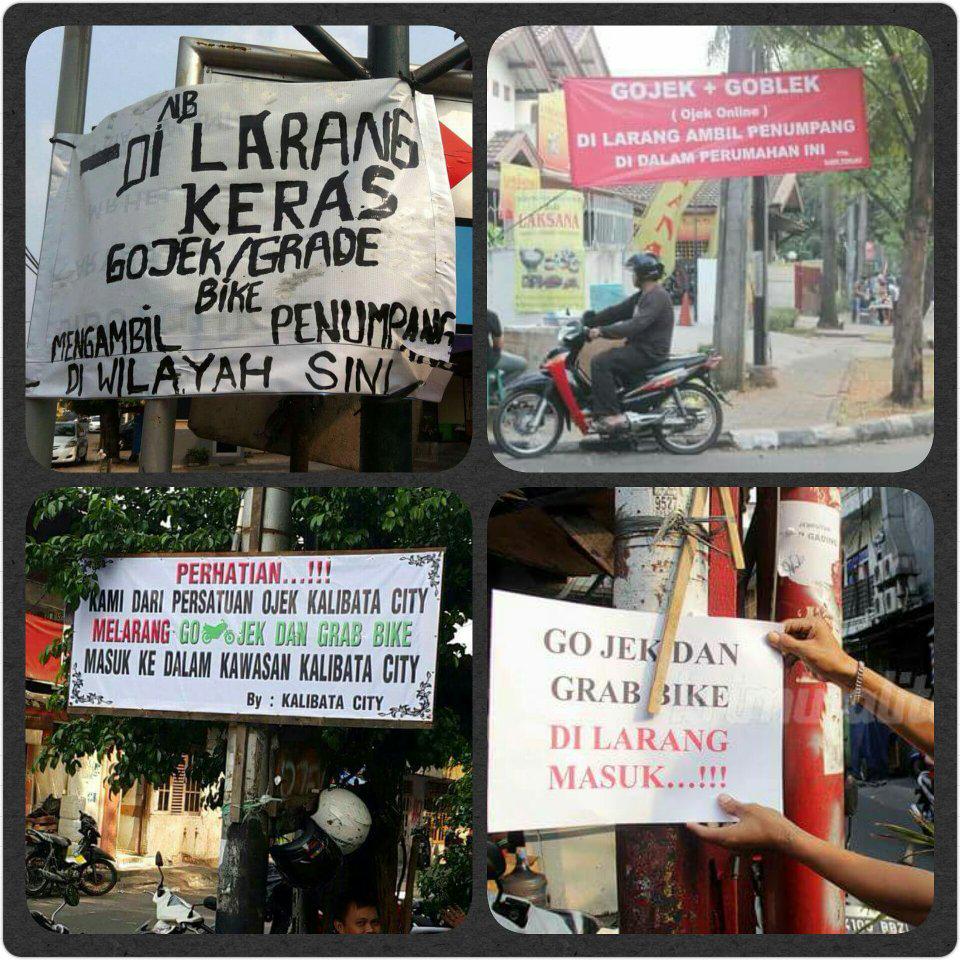 NB
- DI LARANG
KERAS
GOJEK/GRADE
BIKE
MENGAMBIL PENUMPANG
DI WILAYAH SINI
GOJEK + GOBLEK
( Ojek Online )
DI LARANG AMBIL PENUMPANG
DI DALAM PERUMAHAN INI
LAKSANA
PERHATIAN...!!!
KAMI DARI PERSATUAN OJEK KALIBATA CITY
MELARANG GO JEK DAN GRAB BIKE
MASUK KE DALAM KAWASAN KALIBATA CITY
By : KALIBATA CITY
GO JEK DAN
GRAB BIKE
DI LARANG
MASUK...!!!